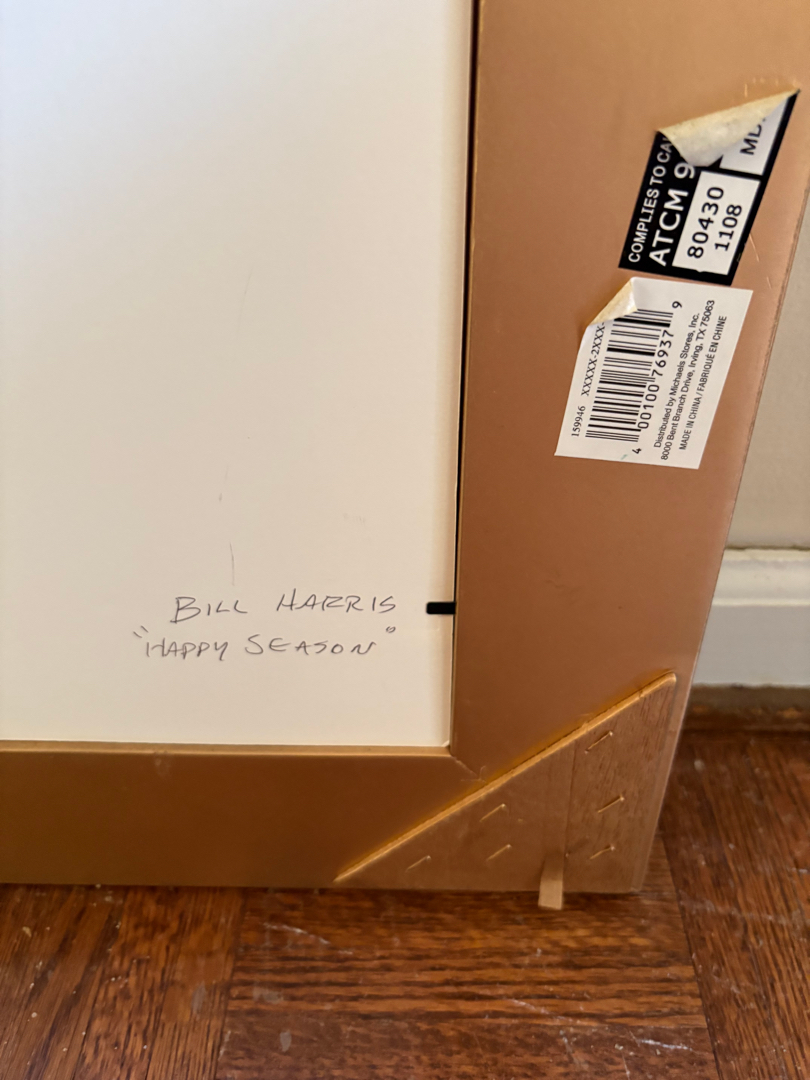 COMPLIES TO
ATCM 9
80430
1108
159946 XXXXX-2XXX-
4 00100 76937 9
Distributed by Michaels Stores, Inc.
8000 Bent Branch Drive, Irving, TX 75063
MADE IN CHINA / FABRIQUÉ EN CHINE
BILL HARRIS
"HAPPY SEASON"